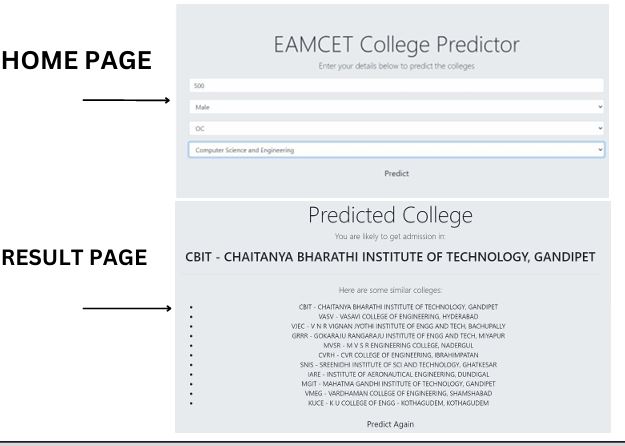 HOME PAGE
EAMCET College Predictor
Enter your details below to predict the colleges
500
Male
OC
Computer Science and Engineering
Predict
RESULT PAGE
Predicted College
You are likely to get admission in:
CBIT - CHAITANYA BHARATHI INSTITUTE OF TECHNOLOGY, GANDIPET
Here are some similar colleges:
CBIT - CHAITANYA BHARATHI INSTITUTE OF TECHNOLOGY, GANDIPET
VASV - VASAVI COLLEGE OF ENGINEERING, HYDERABAD
VJEC - V N R VIGNAN JYOTHI INSTITUTE OF ENGG AND TECH, BACHUPALLY
GRRR - GOKARAJU RANGARAJU INSTITUTE OF ENGG AND TECH, MIYAPUR
MVSR - M V S R ENGINEERING COLLEGE, NADERGUL
CVRH - CVR COLLEGE OF ENGINEERING, IBRAHIMPATAN
SNIS - SREENIDHI INSTITUTE OF SCI AND TECHNOLOGY, GHATKESAR
IARE - INSTITUTE OF AERONAUTICAL ENGINEERING, DUNDIGAL
MGIT - MAHATMA GANDHI INSTITUTE OF TECHNOLOGY, GANDIPET
VMEG - VARDHAMAN COLLEGE OF ENGINEERING, SHAMSHABAD
KUCE - K U COLLEGE OF ENGG - KOTHAGUDEM, KOTHAGUDEM
Predict Again